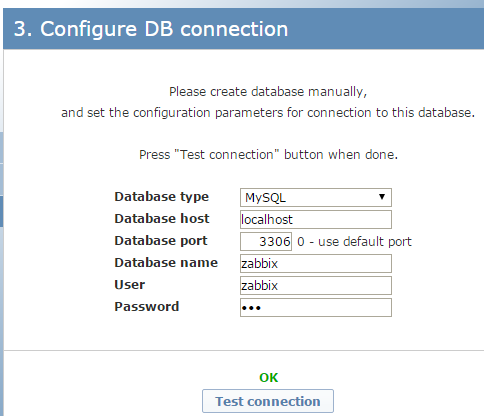 3. Configure DB connection
Please create database manually,
and set the configuration parameters for connection to this database.
Press "Test connection" button when done.
Database type MySQL ▼
Database host localhost
Database port 3306 0 - use default port
Database name zabbix
User zabbix
Password •••
OK
Test connection